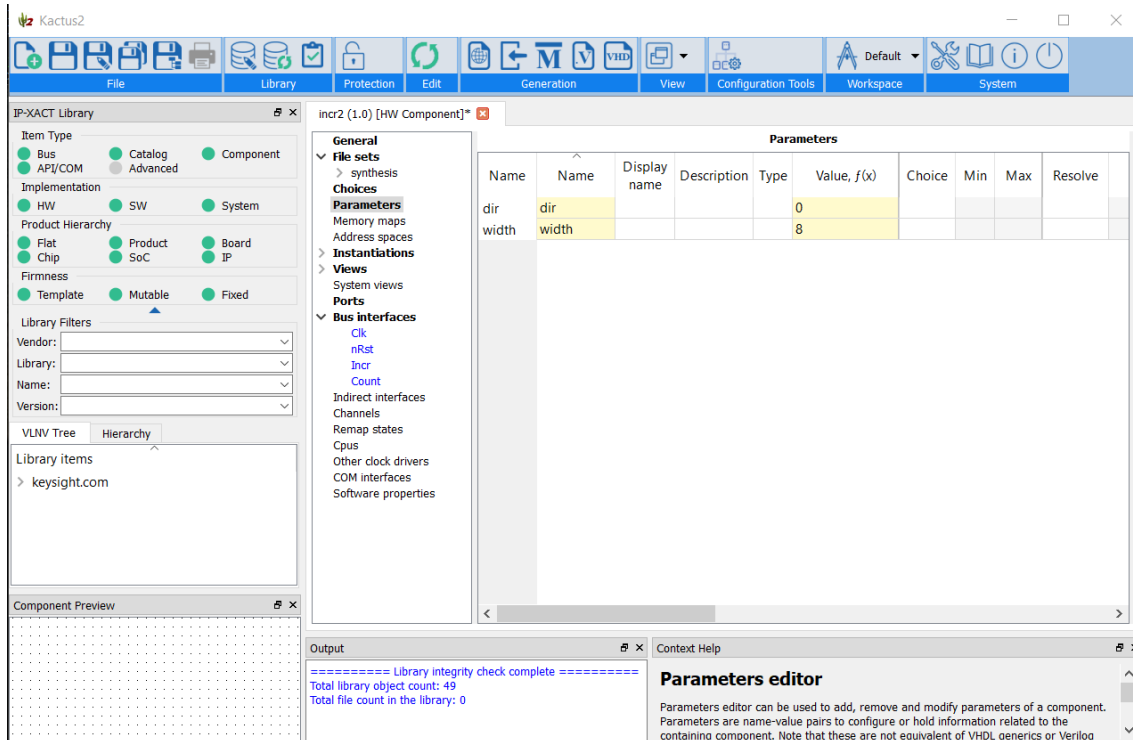 Kactus2
VHD
Default
File
Library
Protection
Edit
Generation
View
Configuration Tools
Workspace
System
IP-XACT Library
Item Type
Bus
Catalog
Component
API/COM
Advanced
Implementation
HW
SW
System
Product Hierarchy
Flat
Product
Board
Chip
SoC
IP
Firmness
Template
Mutable
Fixed
Library Filters
Vendor:
Library:
Name:
Version:
VLNV Tree
Hierarchy
Library items
keysight.com
Component Preview
incr2 (1.0) [HW Component]*
General
File sets
synthesis
Choices
Parameters
Memory maps
Address spaces
Instantiations
Views
System views
Ports
Bus interfaces
Clk
nRst
Incr
Count
Indirect interfaces
Channels
Remap states
Cpus
Other clock drivers
COM interfaces
Software properties
Parameters
Name Name Display name Description Type Value, ƒ(x) Choice Min Max Resolve
dir dir 0
width width 8
Output
========== Library integrity check complete ==========
Total library object count: 49
Total file count in the library: 0
Context Help
Parameters editor
Parameters editor can be used to add, remove and modify parameters of a component.
Parameters are name-value pairs to configure or hold information related to the
containing component. Note that these are not equivalent of VHDL generics or Verilog